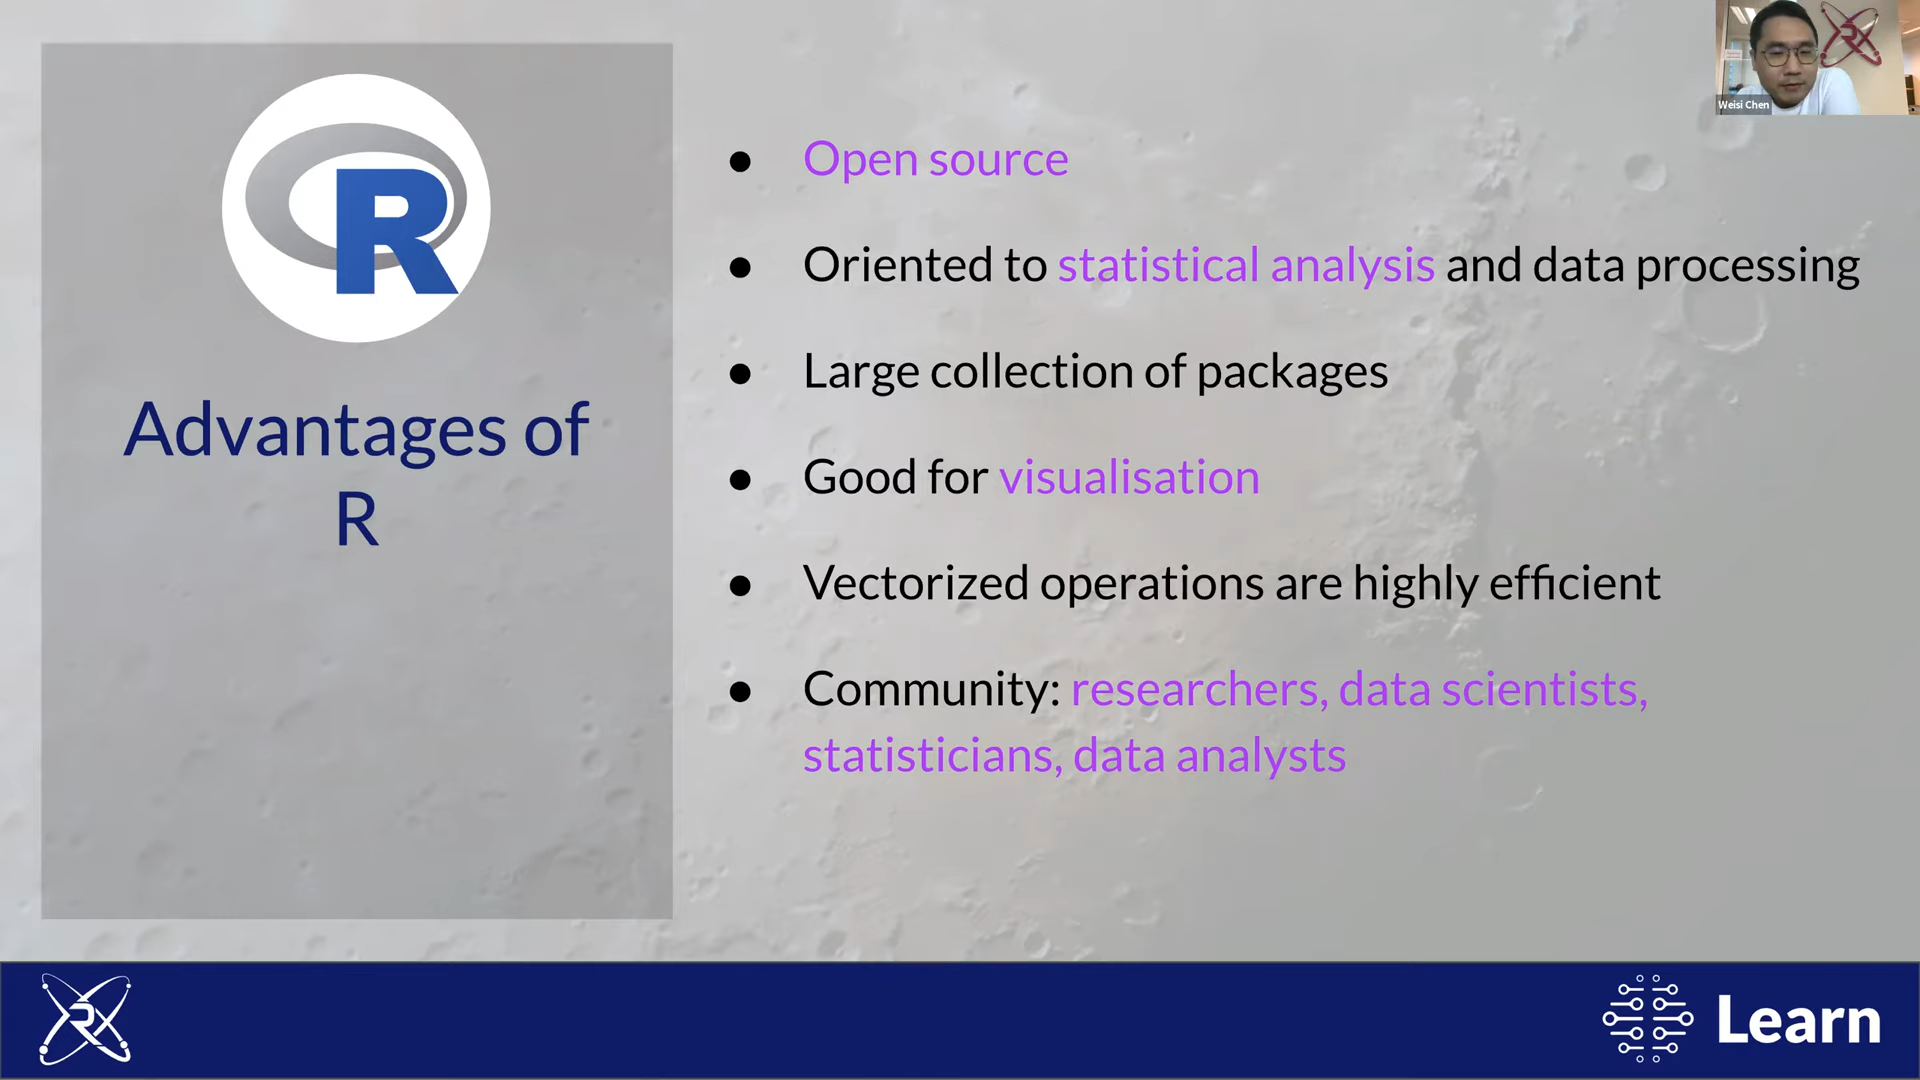 Weisi Chen
R
Advantages of
R
● Open source
● Oriented to statistical analysis and data processing
● Large collection of packages
● Good for visualisation
● Vectorized operations are highly efficient
● Community: researchers, data scientists,
statisticians, data analysts
R
Learn